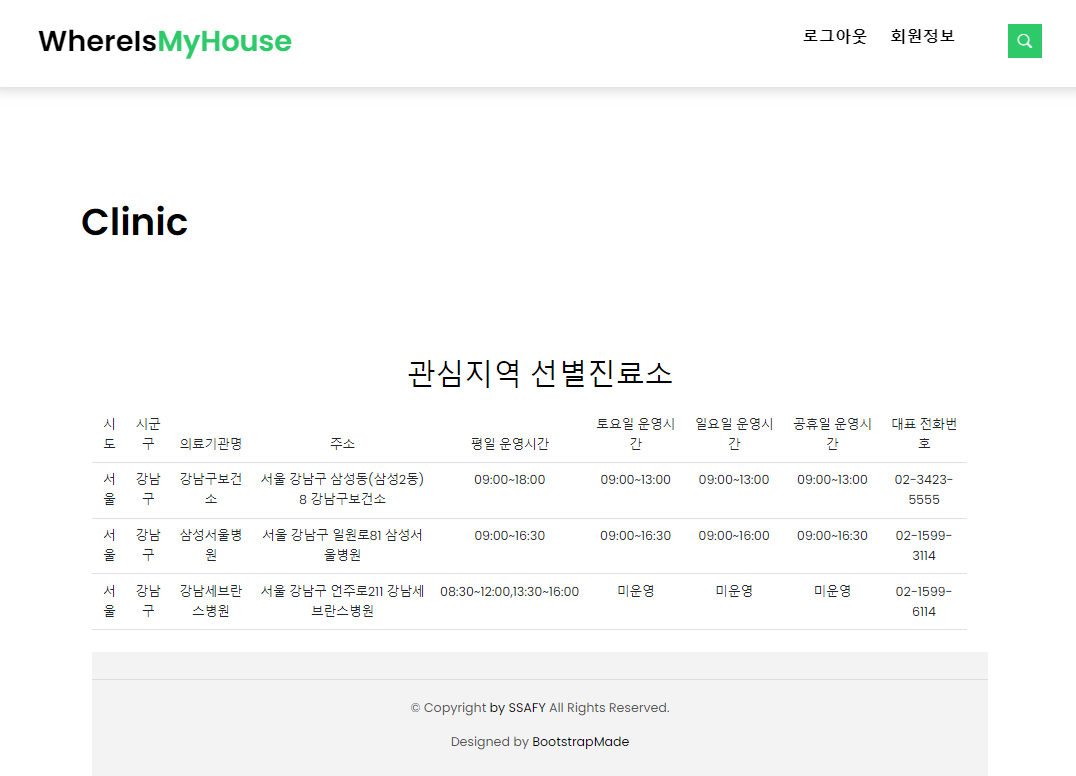 WhereIsMyHouse
로그아웃 회원정보
Clinic
관심지역 선별진료소
시도 시군구 의료기관명 주소 평일 운영시간 토요일 운영시간 일요일 운영시간 공휴일 운영시간 대표 전화번호
서울 강남구 강남구보건소 서울 강남구 삼성동(삼성2동) 8 강남구보건소 09:00~18:00 09:00~13:00 09:00~13:00 09:00~13:00 02-3423-5555
서울 강남구 삼성서울병원 서울 강남구 일원로81 삼성서울병원 09:00~16:30 09:00~16:30 09:00~16:00 09:00~16:30 02-1599-3114
서울 강남구 강남세브란스병원 서울 강남구 언주로211 강남세브란스병원 08:30~12:00,13:30~16:00 미운영 미운영 미운영 02-1599-6114
© Copyright by SSAFY All Rights Reserved.
Designed by BootstrapMade